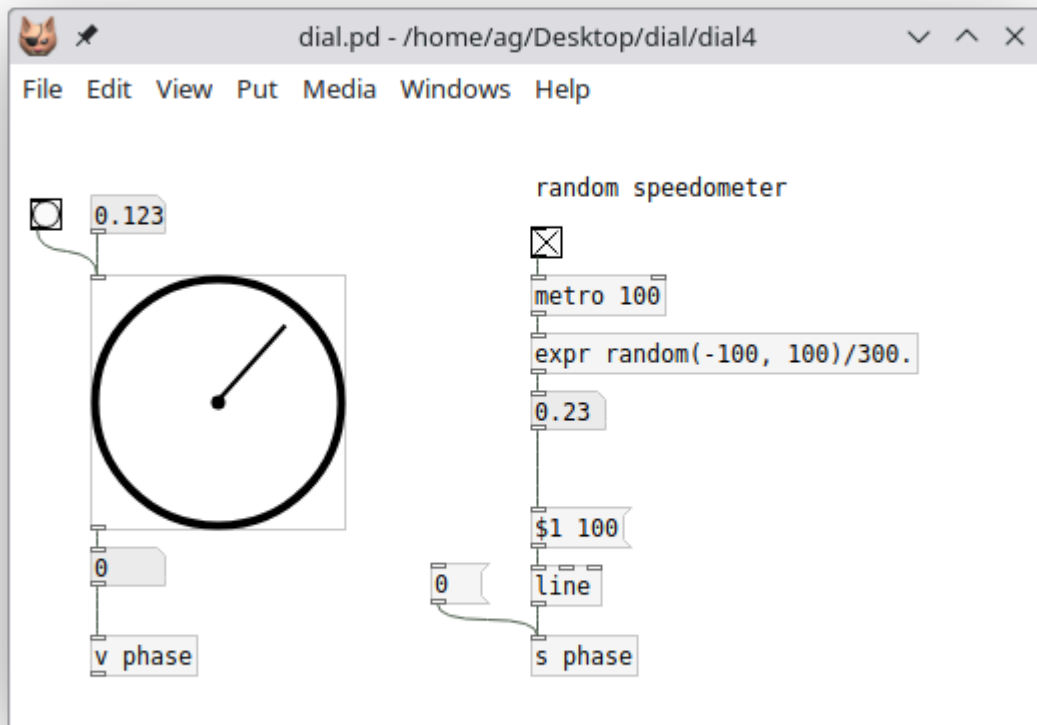 dial.pd - /home/ag/Desktop/dial/dial4
File Edit View Put Media Windows Help
random speedometer
0.123
metro 100
expr random(-100, 100)/300.
0.23
$1 100
0
0
line
v phase
s phase